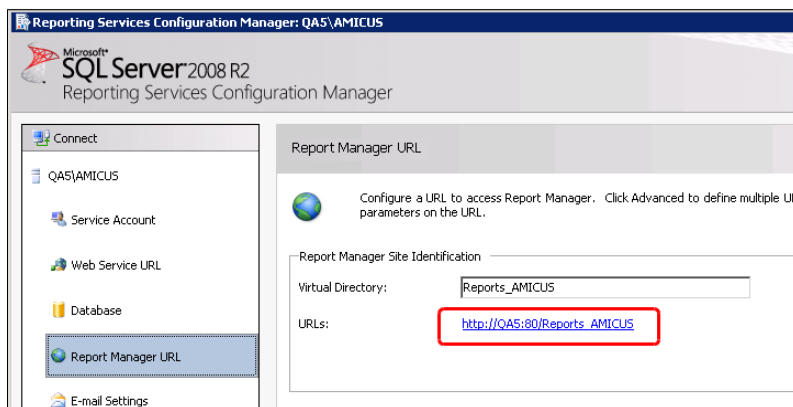 Reporting Services Configuration Manager: QA5\AMICUS
Microsoft
SQL Server 2008 R2
Reporting Services Configuration Manager
Connect
QA5\AMICUS
Service Account
Web Service URL
Database
Report Manager URL
E-mail Settings
Report Manager URL
Configure a URL to access Report Manager. Click Advanced to define multiple
parameters on the URL.
Report Manager Site Identification
Virtual Directory: Reports_AMICUS
URLs: http://QA5:80/Reports_AMICUS